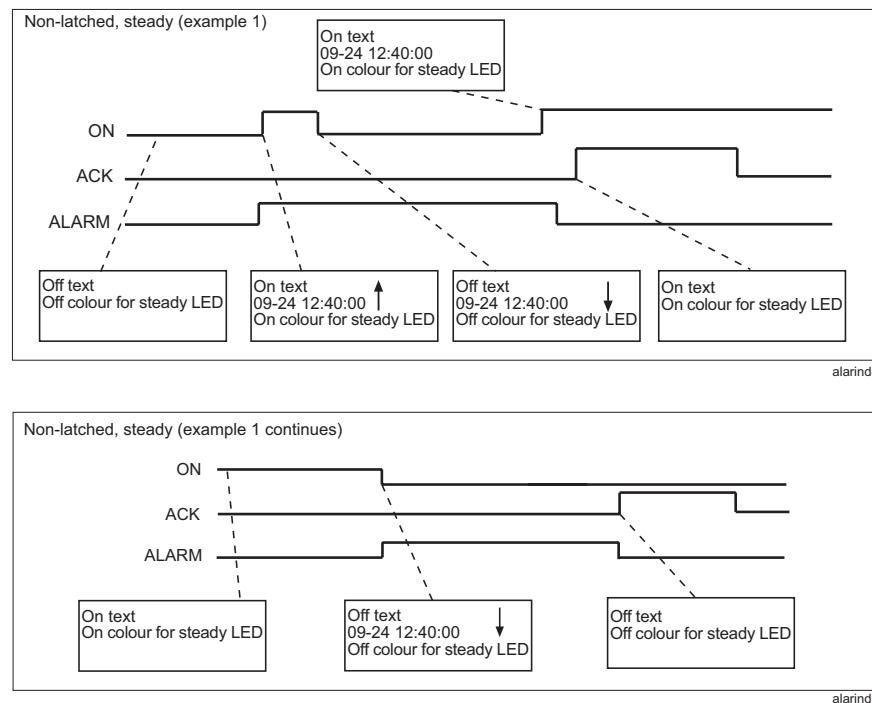 Non-latched, steady (example 1)
On text
09-24 12:40:00
On colour for steady LED
ON
ACK
ALARM
Off text
Off colour for steady LED
On text
09-24 12:40:00
On colour for steady LED
Off text
09-24 12:40:00
Off colour for steady LED
On text
On colour for steady LED
alarind
Non-latched, steady (example 1 continues)
ON
ACK
ALARM
On text
On colour for steady LED
Off text
09-24 12:40:00
Off colour for steady LED
Off text
Off colour for steady LED
alarind